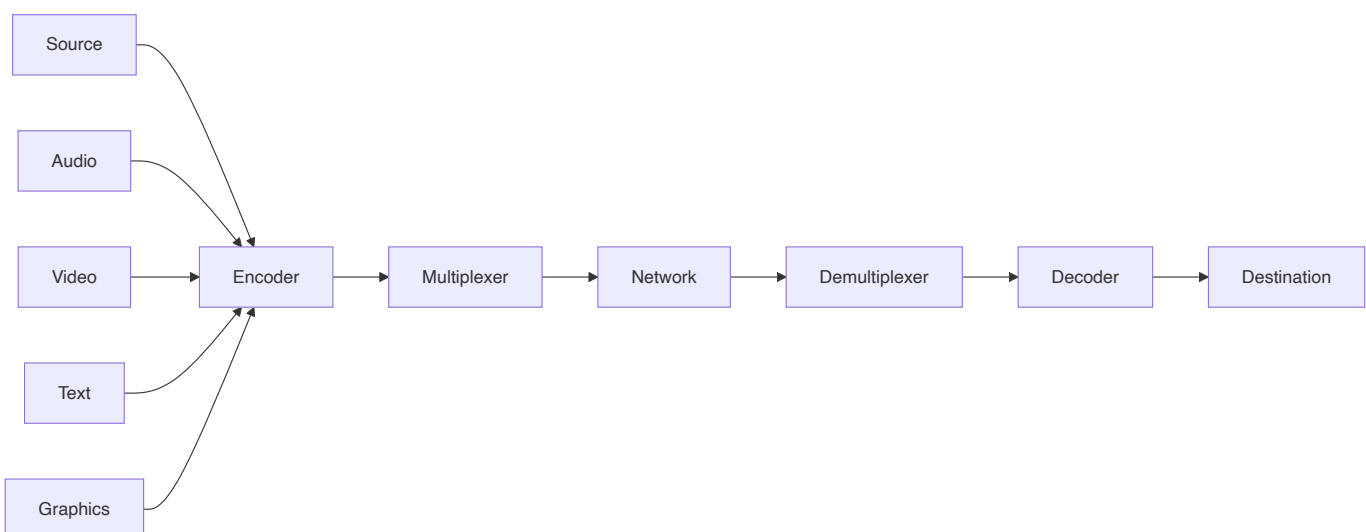 Source
Audio
Video
Encoder
Multiplexer
Network
Demultiplexer
Decoder
Destination
Text
Graphics